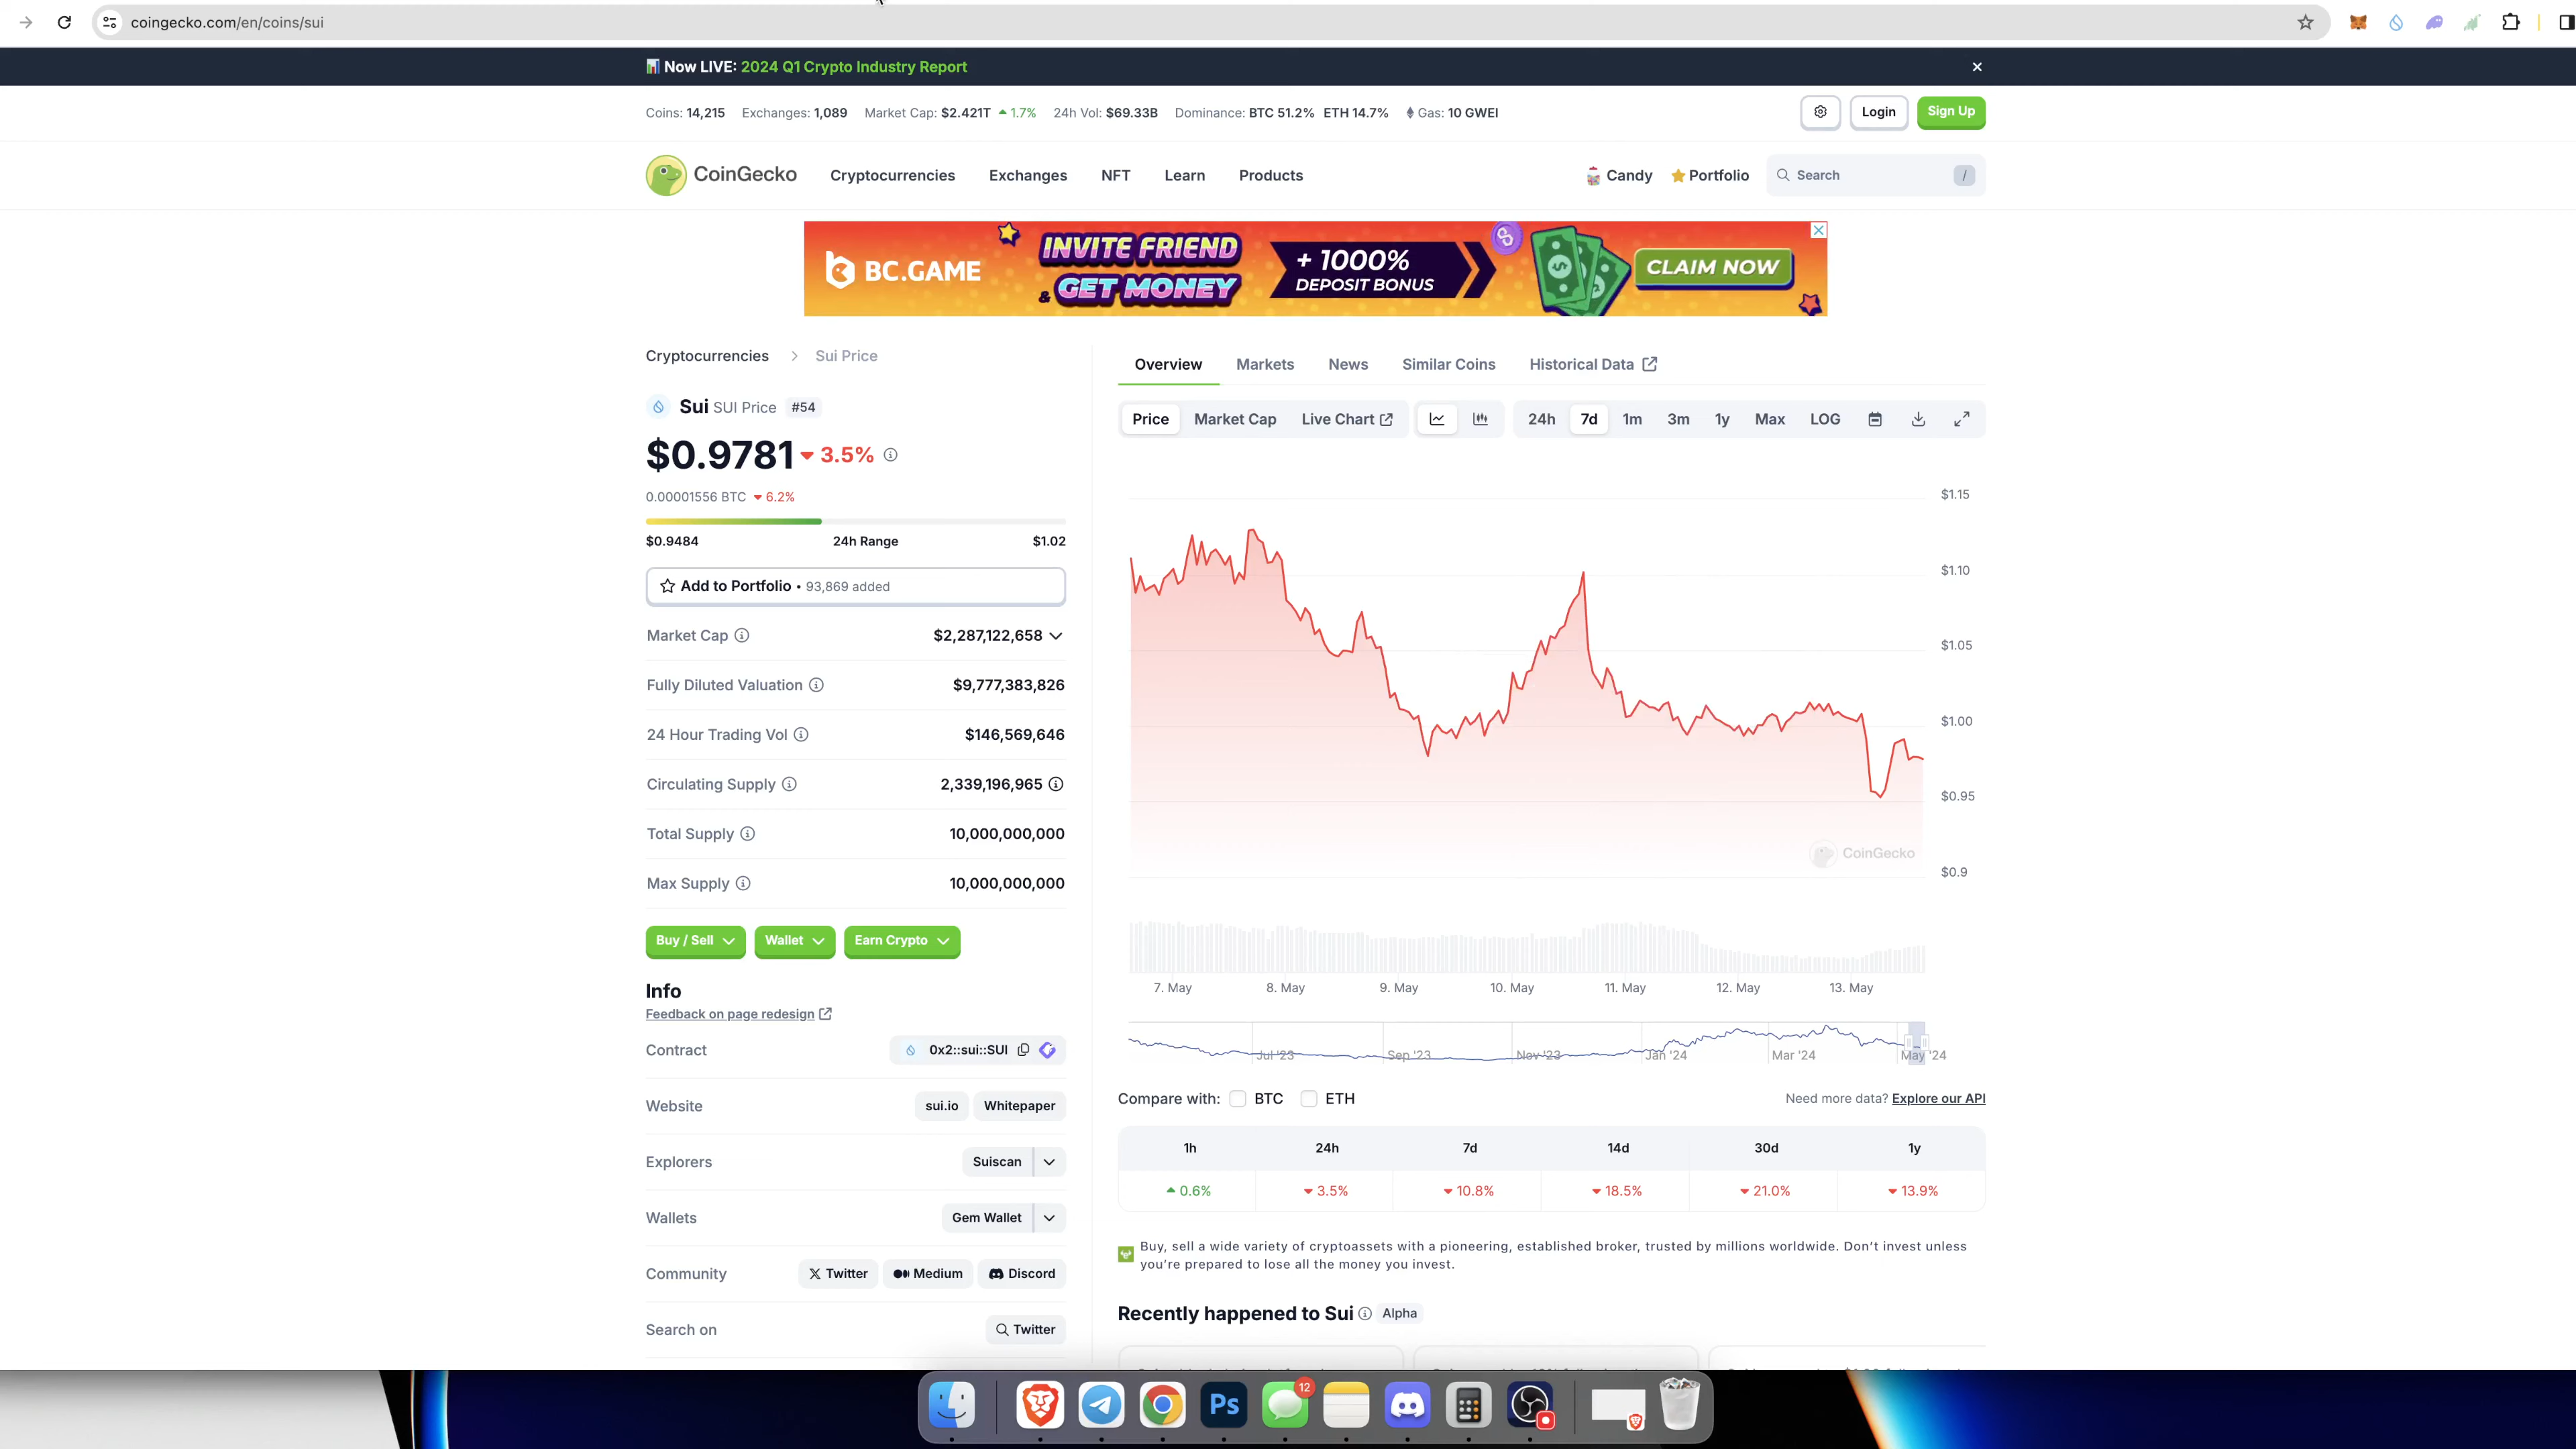 coingecko.com/en/coins/sui
Now LIVE: 2024 Q1 Crypto Industry Report
Coins: 14,215 Exchanges: 1,089 Market Cap: $2.421T 1.7% 24h Vol: $69.33B Dominance: BTC 51.2% ETH 14.7% Gas: 10 GWEI
Login
Sign Up
CoinGecko
Cryptocurrencies Exchanges NFT Learn Products
Candy Portfolio Search /
BC.GAME
INVITE FRIEND
& GET MONEY
+ 1000%
DEPOSIT BONUS
CLAIM NOW
Cryptocurrencies > Sui Price
Sui SUI Price #54
$0.9781 3.5%
0.00001556 BTC 6.2%
$0.9484 24h Range $1.02
Add to Portfolio • 93,869 added
Market Cap $2,287,122,658
Fully Diluted Valuation $9,777,383,826
24 Hour Trading Vol $146,569,646
Circulating Supply 2,339,196,965
Total Supply 10,000,000,000
Max Supply 10,000,000,000
Buy / Sell Wallet Earn Crypto
Info
Feedback on page redesign
Contract 0x2::sui::SUI
Website sui.io Whitepaper
Explorers Suiscan
Wallets Gem Wallet
Community Twitter Medium Discord
Search on Twitter
Overview Markets News Similar Coins Historical Data
Price Market Cap Live Chart 24h 7d 1m 3m 1y Max LOG
$1.15
$1.10
$1.05
$1.00
$0.95
CoinGecko
$0.9
7. May 8. May 9. May 10. May 11. May 12. May 13. May
Jul '23 Sep '23 Nov '23 Jan '24 Mar '24 May '24
Compare with: BTC ETH
Need more data? Explore our API
1h 24h 7d 14d 30d 1y
0.6% 3.5% 10.8% 18.5% 21.0% 13.9%
Buy, sell a wide variety of cryptoassets with a pioneering, established broker, trusted by millions worldwide. Don't invest unless
you're prepared to lose all the money you invest.
Recently happened to Sui Alpha
Ps
12